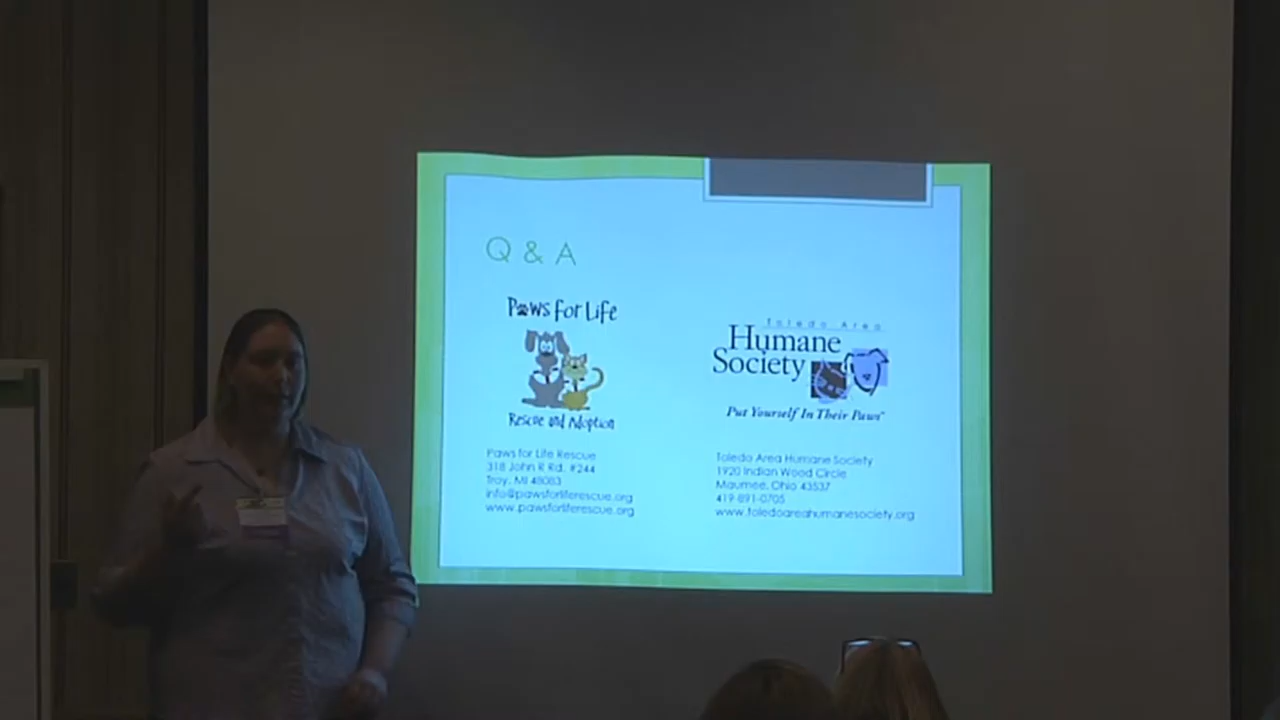 Q & A
Paws for Life
Rescue and Adoption
Paws for Life Rescue
318 John R Rd. #244
Troy, MI 48083
info@pawsforliferescue.org
www.pawsforliferescue.org
Toledo Area
Humane
Society
Put Yourself In Their Paws
Toledo Area Humane Society
1920 Indian Wood Circle
Maumee, Ohio 43537
419-891-0705
www.toledoareahumanesociety.org